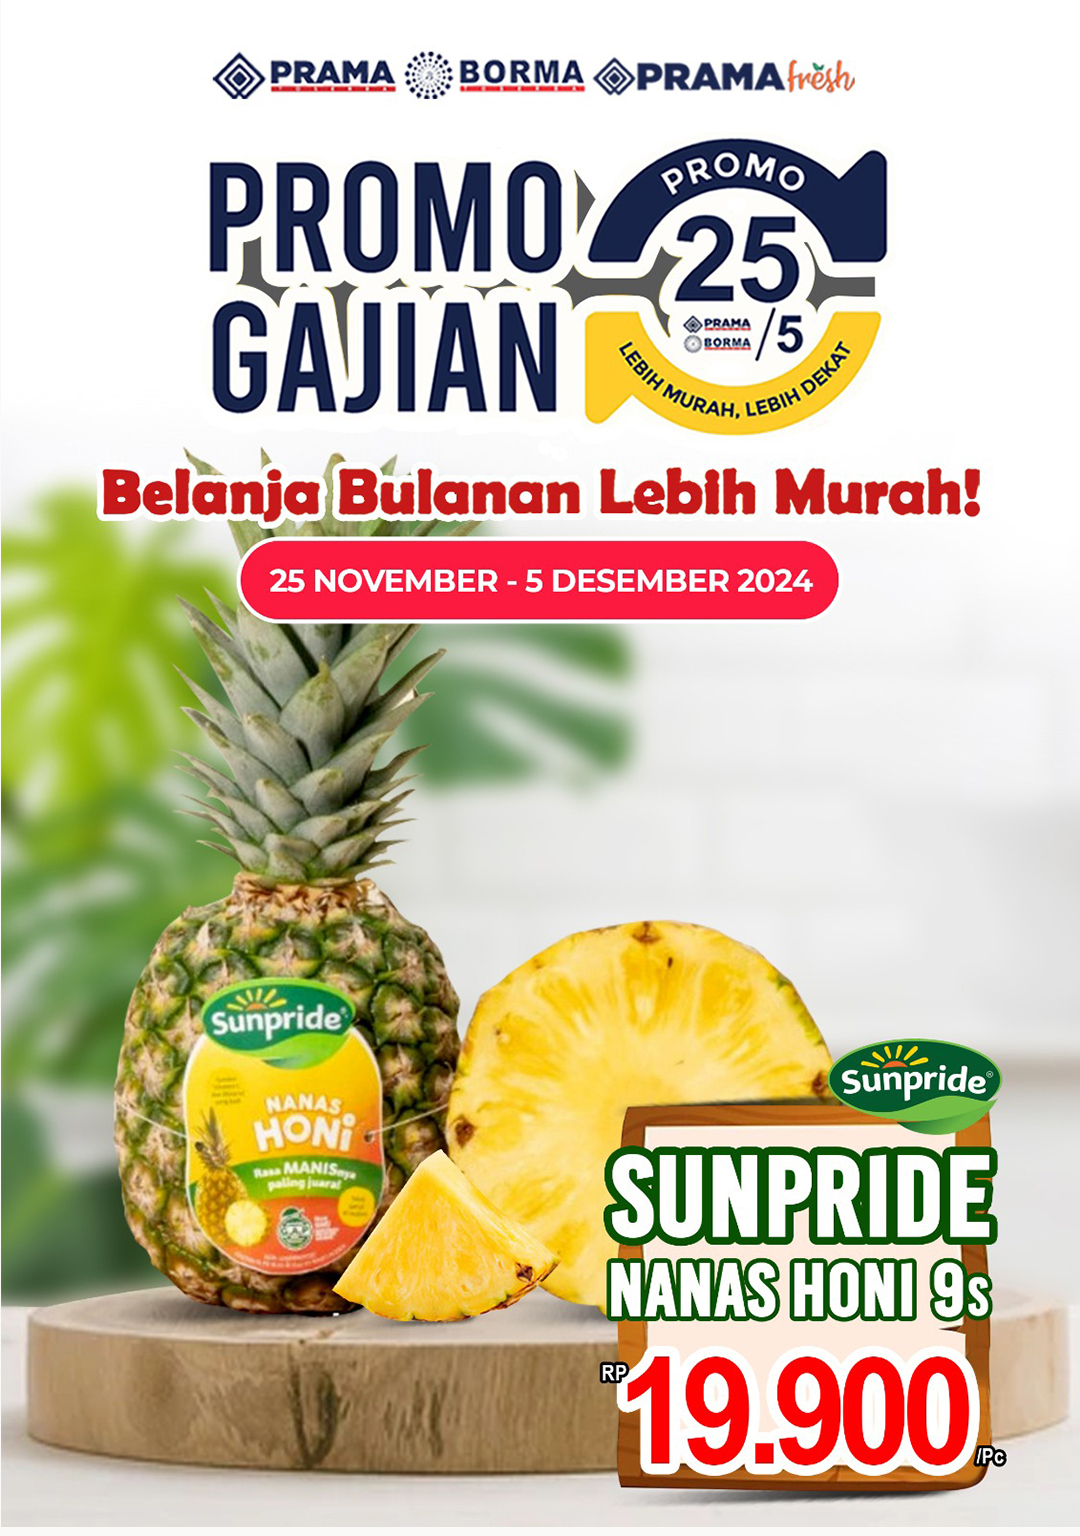 PRAMA BORMA PRAMA fresh
PROMO
GAJIAN
PROMO
25
/5
PRAMA
BORMA
LEBIH MURAH, LEBIH DEKAT
Belanja Bulanan Lebih Murah!
25 NOVEMBER - 5 DESEMBER 2024
Sunpride
NANAS
HONi
Rasa MANISnya
paling juara!
Sunpride
SUNPRIDE
NANAS HONI 9s
RP 19.900 /Pc